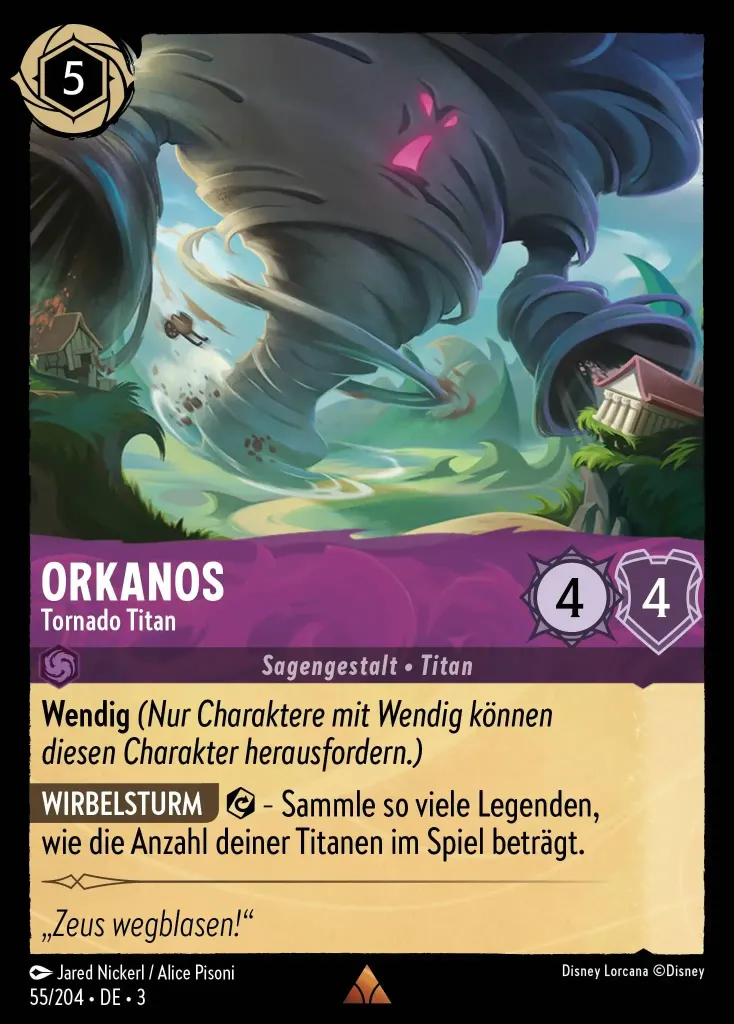 5
ORKANOS
Tornado Titan
4
4
Sagengestalt • Titan
Wendig (Nur Charaktere mit Wendig können
diesen Charakter herausfordern.)
WIRBELSTURM - Sammle so viele Legenden,
wie die Anzahl deiner Titanen im Spiel beträgt.
„Zeus wegblasen!“
Jared Nickerl / Alice Pisoni
Disney Lorcana ©Disney
55/204 • DE • 3